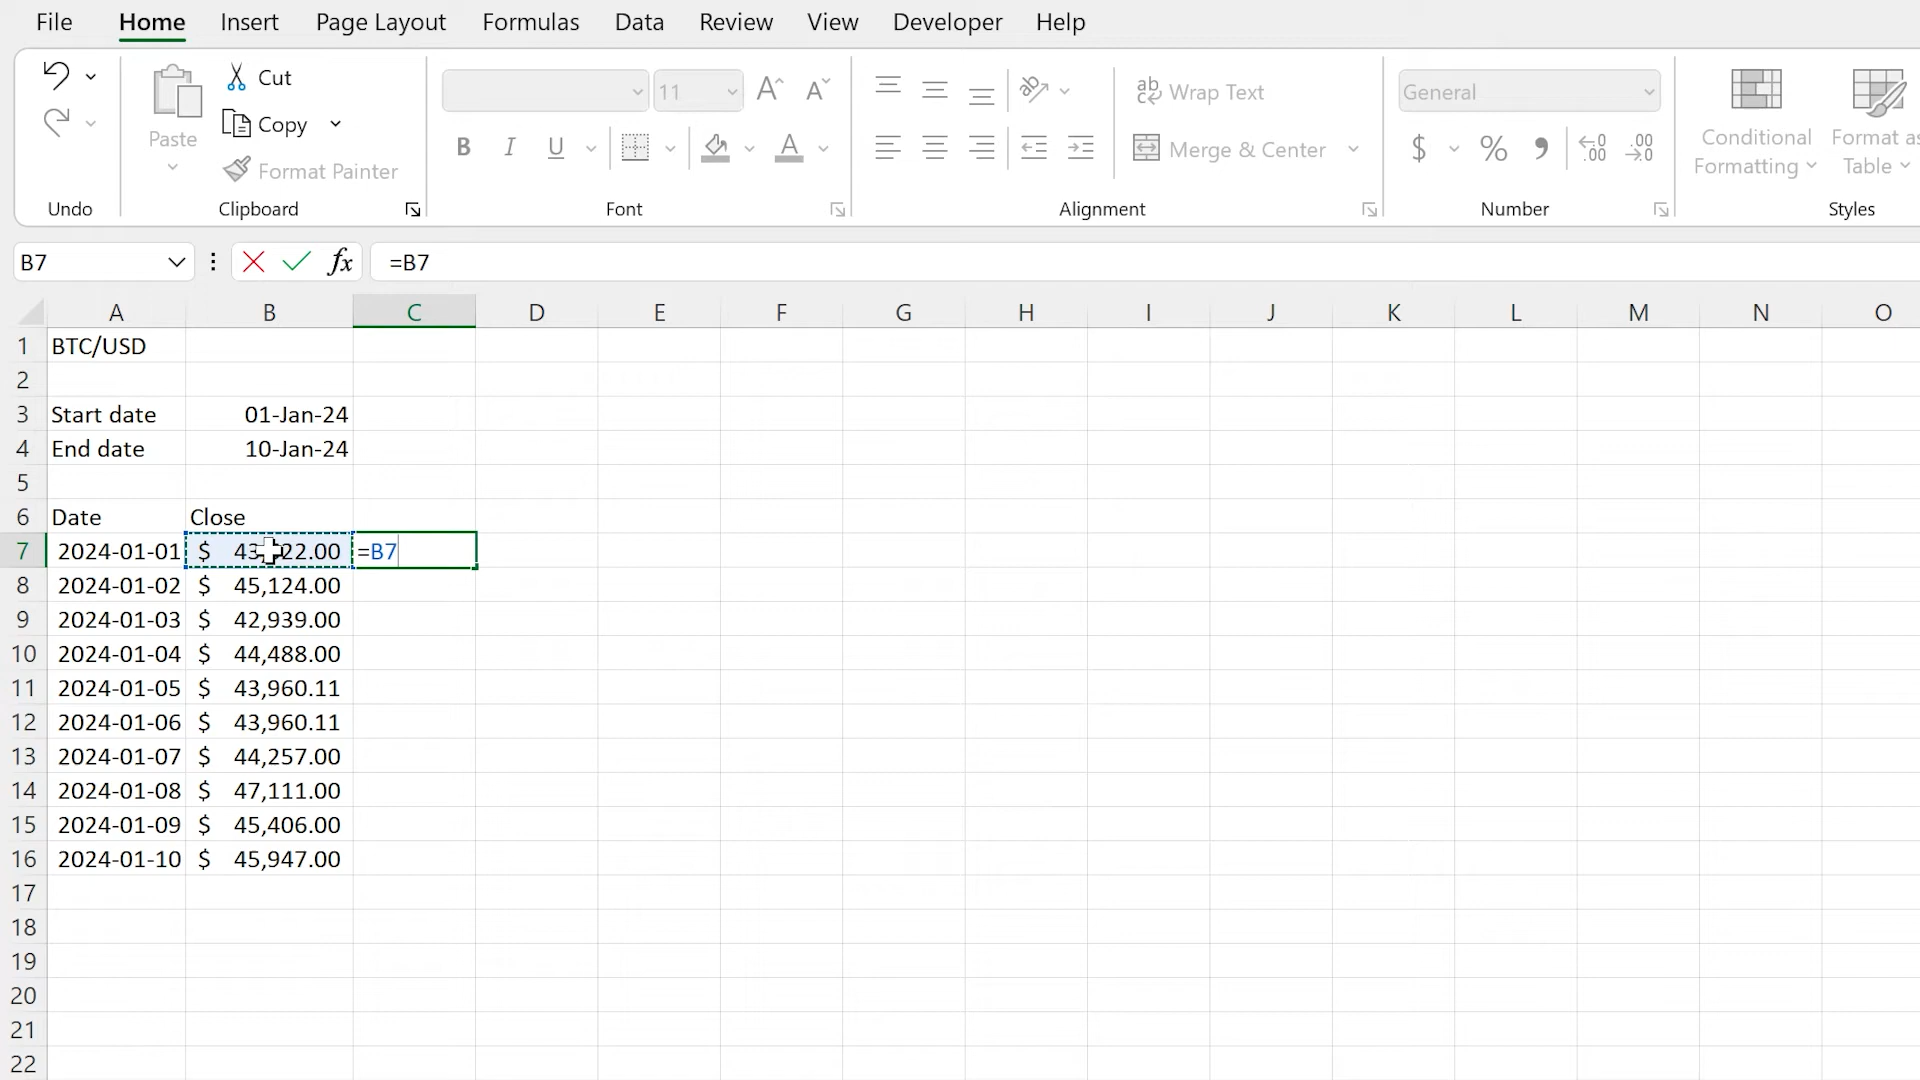 File Home Insert Page Layout Formulas Data Review View Developer Help
Paste
Cut
Copy
Format Painter
11
B I U
ab Wrap Text
Merge & Center
General
$ % 9 .00 .00
Conditional Formatting
Format as Table
Undo Clipboard Font Alignment Number Styles
B7 fx =B7
A B C D E F G H I J K L M N O
1 BTC/USD
2
3 Start date 01-Jan-24
4 End date 10-Jan-24
5
6 Date Close
7 2024-01-01 $ =B7
8 2024-01-02 $ 45,124.00
9 2024-01-03 $ 42,939.00
10 2024-01-04 $ 44,488.00
11 2024-01-05 $ 43,960.11
12 2024-01-06 $ 43,960.11
13 2024-01-07 $ 44,257.00
14 2024-01-08 $ 47,111.00
15 2024-01-09 $ 45,406.00
16 2024-01-10 $ 45,947.00
17
18
19
20
21
22